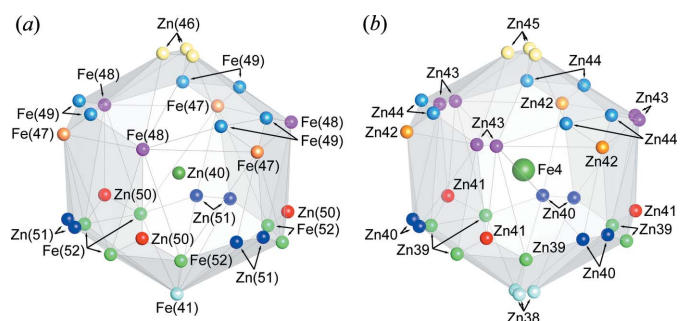 (a)
Zn(46)
Fe(49)
Fe(48)
Fe(49)
Fe(47)
Fe(47)
Fe(48)
Fe(49)
Fe(48)
Fe(47)
Zn(40)
Zn(50)
Zn(51)
Zn(50)
Fe(52)
Zn(51)
Fe(52)
Zn(50)
Fe(52)
Zn(51)
Fe(41)
(b)
Zn45
Zn44
Zn43
Zn43
Zn44
Zn42
Zn42
Zn43
Zn44
Zn42
Fe4
Zn41
Zn40
Zn41
Zn39
Zn40
Zn39
Zn41
Zn39
Zn40
Zn38